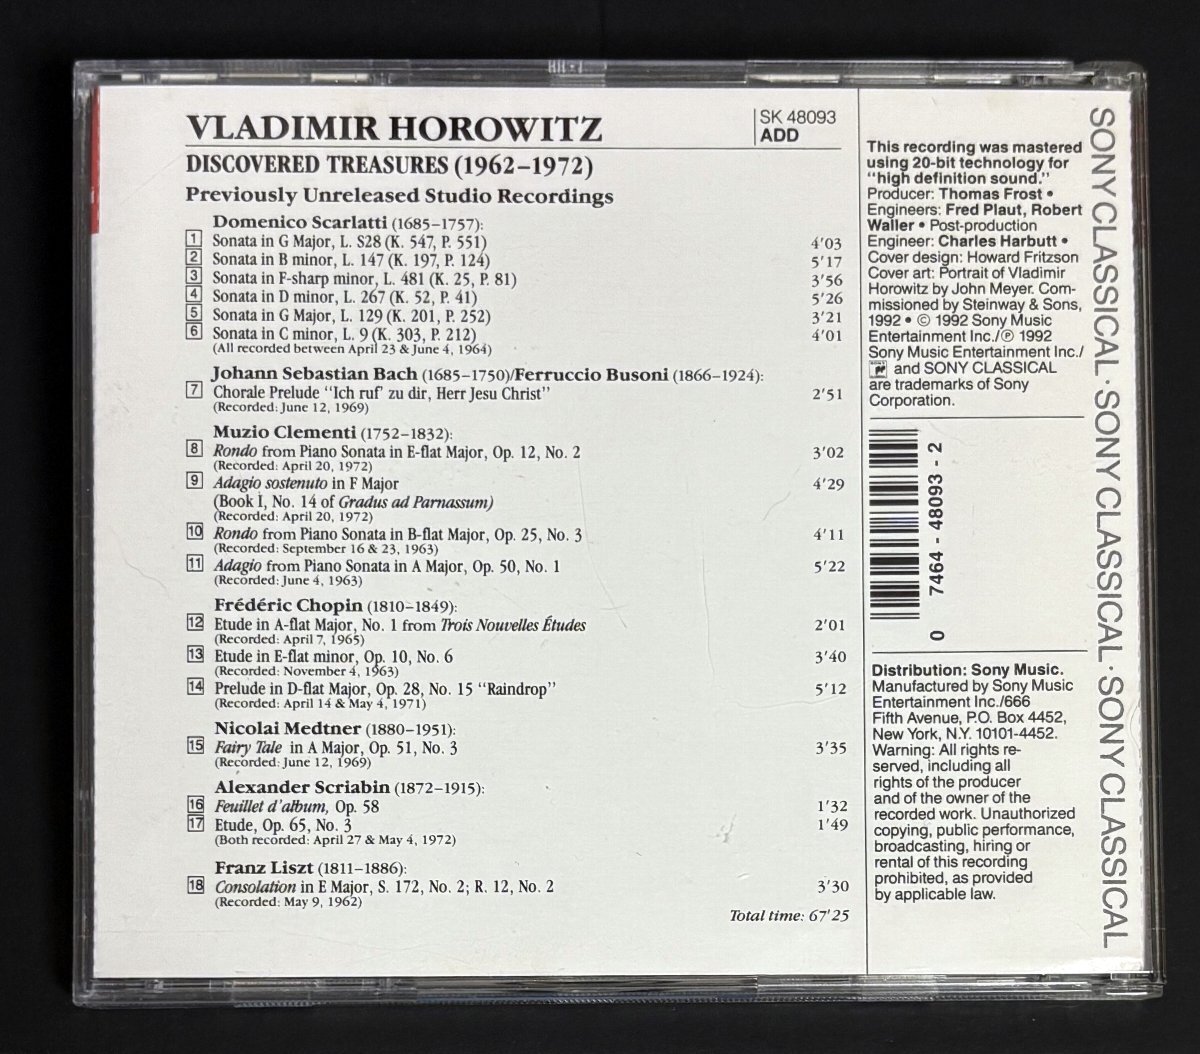 VLADIMIR HOROWITZ
SK 48093
ADD
DISCOVERED TREASURES (1962–1972)
Previously Unreleased Studio Recordings
Domenico Scarlatti (1685–1757):
1 Sonata in G Major, L. S28 (K. 547, P. 551) 4'03
2 Sonata in B minor, L. 147 (K. 197, P. 124) 5'17
3 Sonata in F-sharp minor, L. 481 (K. 25, P. 81) 3'56
4 Sonata in D minor, L. 267 (K. 52, P. 41) 5'26
5 Sonata in G Major, L. 129 (K. 201, P. 252) 3'21
6 Sonata in C minor, L. 9 (K. 303, P. 212) 4'01
(All recorded between April 23 & June 4, 1964)
Johann Sebastian Bach (1685-1750)/Ferruccio Busoni (1866–1924):
7 Chorale Prelude "Ich ruf' zu dir, Herr Jesu Christ" 2'51
(Recorded: June 12, 1969)
Muzio Clementi (1752–1832):
8 Rondo from Piano Sonata in E-flat Major, Op. 12, No. 2 3'02
(Recorded: April 20, 1972)
9 Adagio sostenuto in F Major 4'29
(Book I, No. 14 of Gradus ad Parnassum)
(Recorded: April 20, 1972)
10 Rondo from Piano Sonata in B-flat Major, Op. 25, No. 3 4'11
(Recorded: September 16 & 23, 1963)
11 Adagio from Piano Sonata in A Major, Op. 50, No. 1 5'22
(Recorded: June 4, 1963)
Frédéric Chopin (1810–1849):
12 Etude in A-flat Major, No. 1 from Trois Nouvelles Études 2'01
(Recorded: April 7, 1965)
13 Etude in E-flat minor, Op. 10, No. 6 3'40
(Recorded: November 4, 1963)
14 Prelude in D-flat Major, Op. 28, No. 15 "Raindrop" 5'12
(Recorded: April 14 & May 4, 1971)
Nicolai Medtner (1880–1951):
15 Fairy Tale in A Major, Op. 51, No. 3 3'35
(Recorded: June 12, 1969)
Alexander Scriabin (1872–1915):
16 Feuillet d'album, Op. 58 1'32
17 Etude, Op. 65, No. 3 1'49
(Both recorded: April 27 & May 4, 1972)
Franz Liszt (1811–1886):
18 Consolation in E Major, S. 172, No. 2; R. 12, No. 2 3'30
(Recorded: May 9, 1962)
Total time: 67'25
This recording was mastered
using 20-bit technology for
"high definition sound."
Producer: Thomas Frost •
Engineers: Fred Plaut, Robert
Waller • Post-production
Engineer: Charles Harbutt •
Cover design: Howard Fritzson
Cover art: Portrait of Vladimir
Horowitz by John Meyer. Com-
missioned by Steinway & Sons,
1992 • © 1992 Sony Music
Entertainment Inc./℗ 1992
Sony Music Entertainment Inc./
and SONY CLASSICAL
are trademarks of Sony
Corporation.
0 7464-48093-2
Distribution: Sony Music.
Manufactured by Sony Music
Entertainment Inc./666
Fifth Avenue, P.O. Box 4452,
New York, N.Y. 10101-4452.
Warning: All rights re-
served, including all
rights of the producer
and of the owner of the
recorded work. Unauthorized
copying, public performance,
broadcasting, hiring or
rental of this recording
prohibited, as provided
by applicable law.
SONY CLASSICAL · SONY CLASSICAL · SONY CLASSICAL